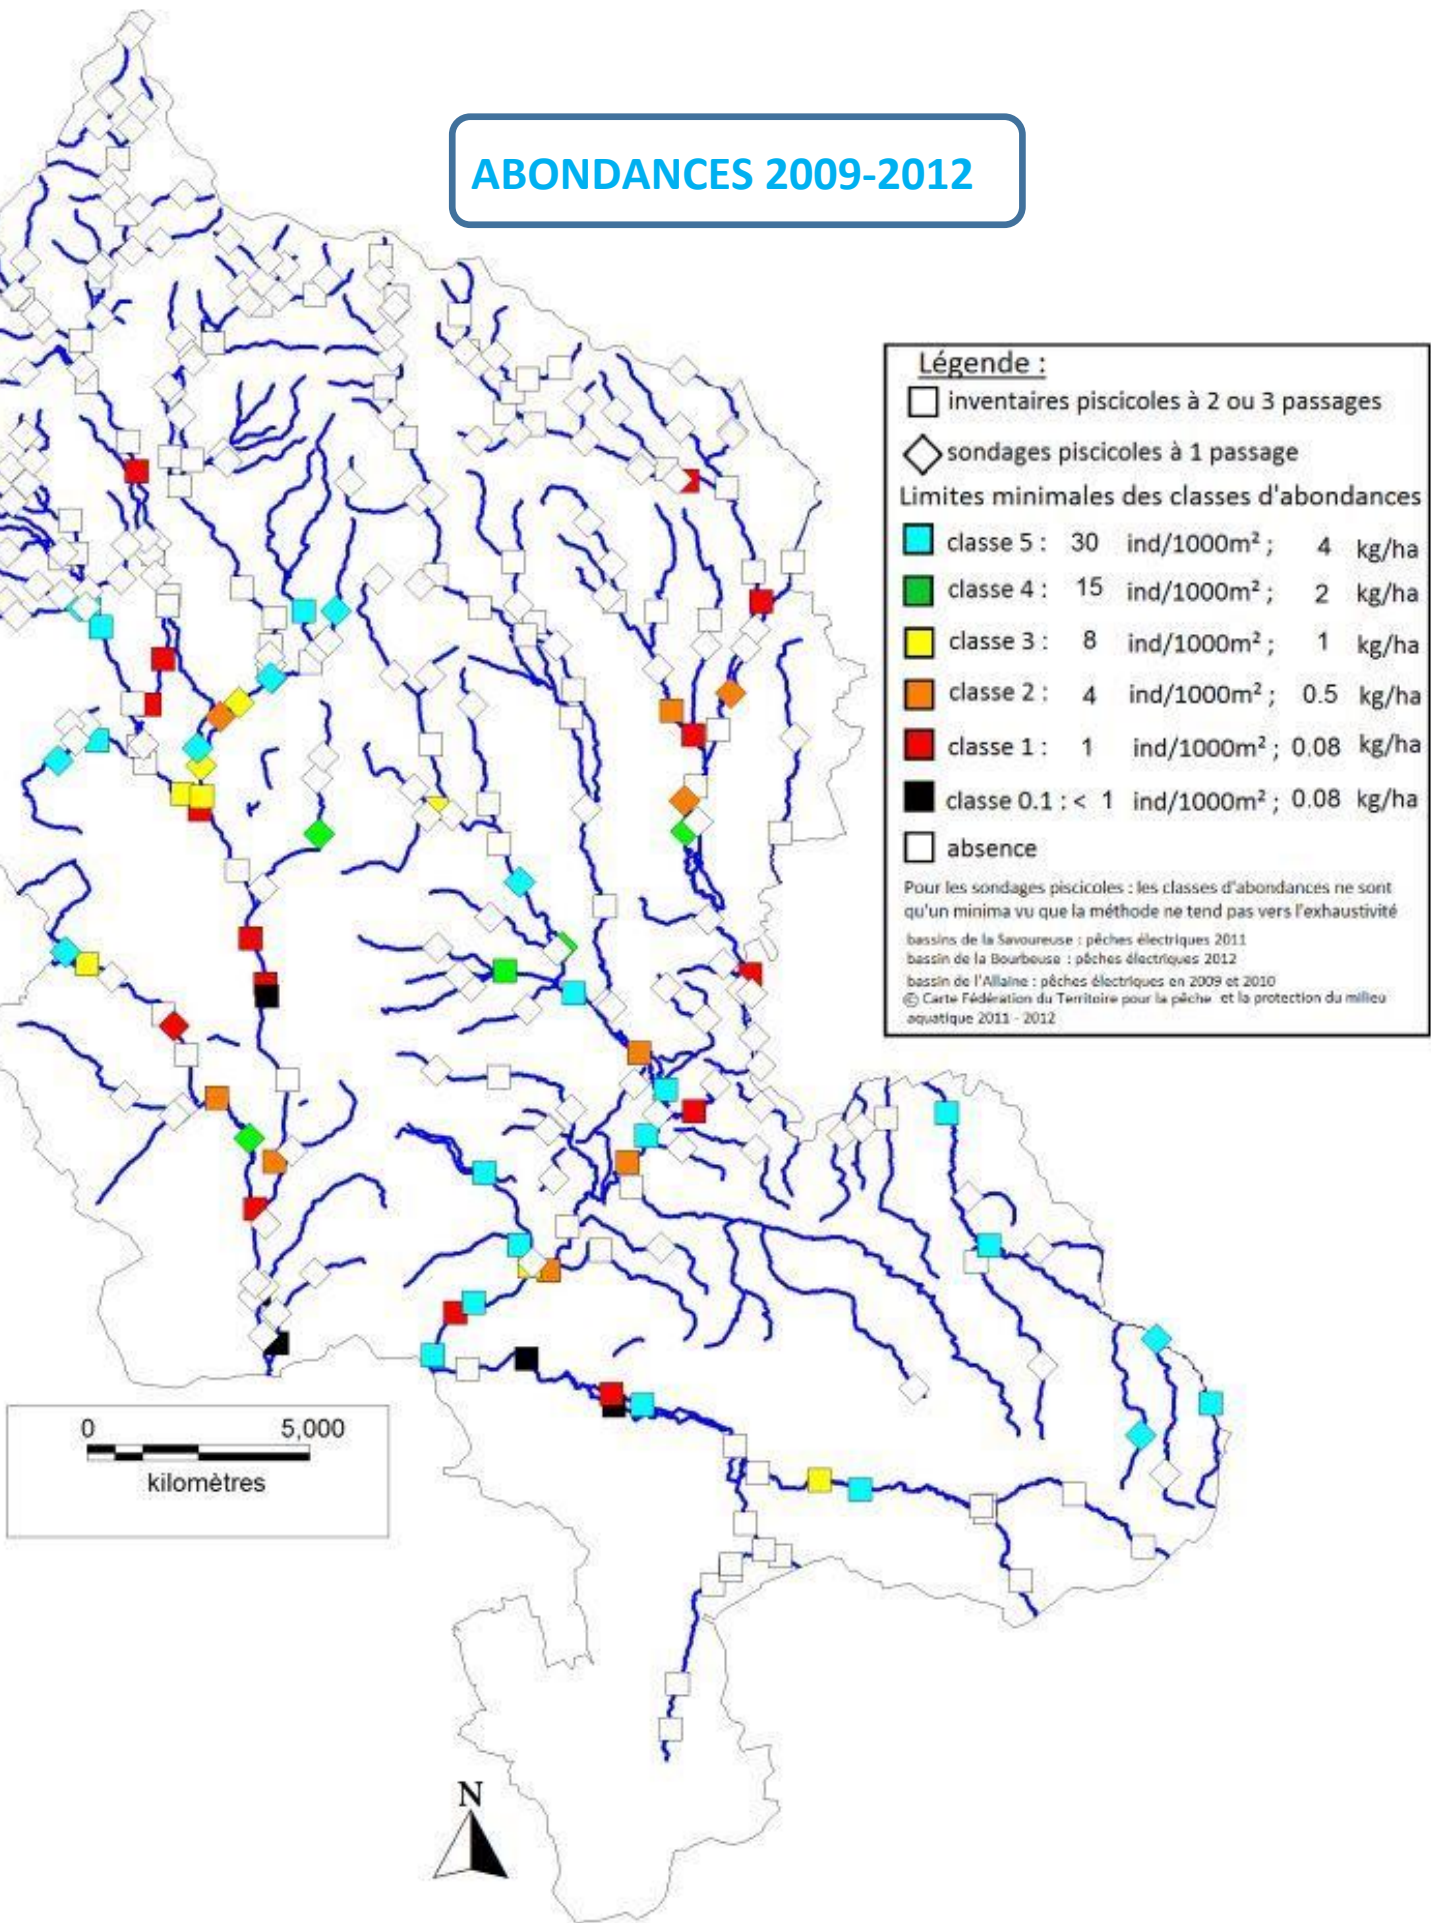 ABONDANCES 2009-2012
Légende :
inventaires piscicoles à 2 ou 3 passages
sondages piscicoles à 1 passage
Limites minimales des classes d'abondances
classe 5 : 30 ind/1000m² ; 4 kg/ha
classe 4 : 15 ind/1000m² ; 2 kg/ha
classe 3 : 8 ind/1000m² ; 1 kg/ha
classe 2 : 4 ind/1000m² ; 0.5 kg/ha
classe 1 : 1 ind/1000m² ; 0.08 kg/ha
classe 0.1 : < 1 ind/1000m² ; 0.08 kg/ha
absence
Pour les sondages piscicoles : les classes d'abondances ne sont
qu'un minima vu que la méthode ne tend pas vers l'exhaustivité
bassins de la Savoureuse : pêches électriques 2011
bassin de la Bourbeuse : pêches électriques 2012
bassin de l'Allaine : pêches électriques en 2009 et 2010
© Carte Fédération du Territoire pour la pêche et la protection du milieu
aquatique 2011 - 2012
0 5,000
kilomètres
N